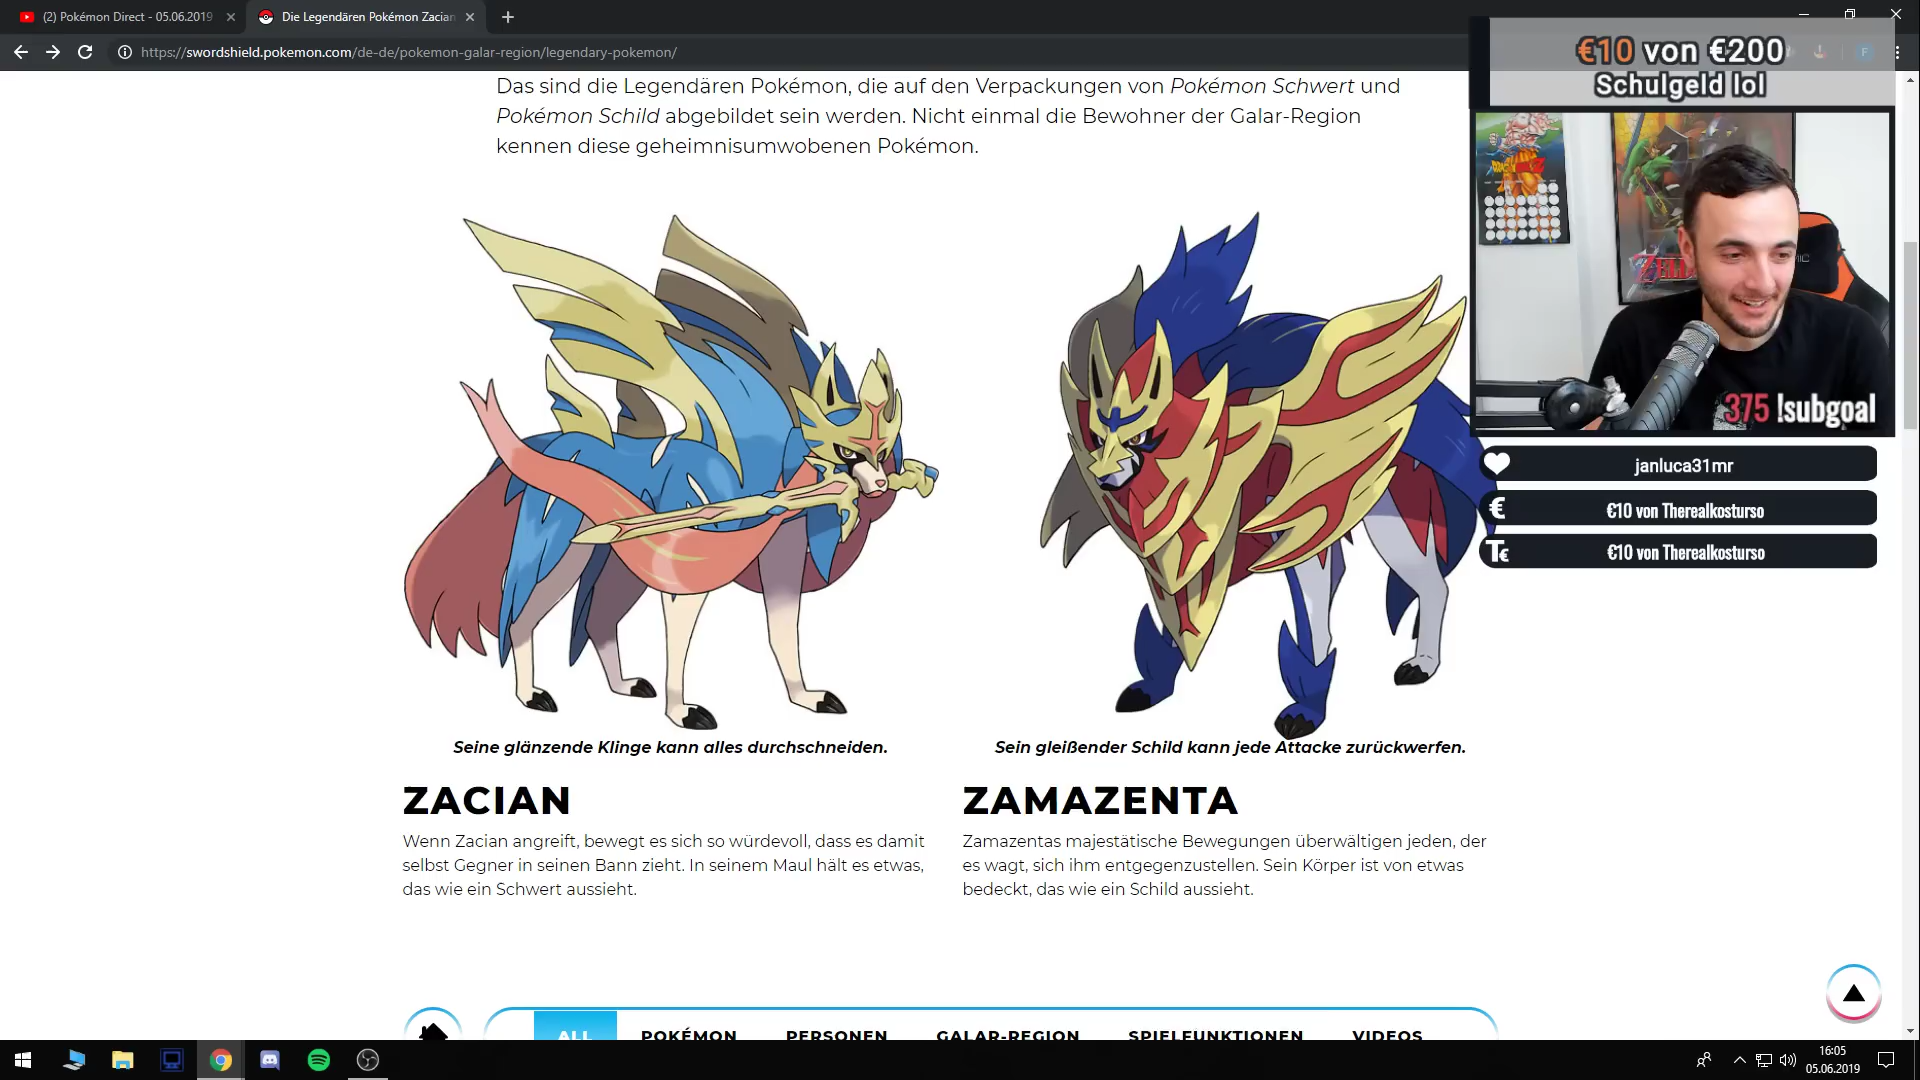 (2) Pokémon Direct - 05.06.2019
Die Legendären Pokémon Zacian
https://swordshield.pokemon.com/de-de/pokemon-galar-region/legendary-pokemon/
€10 von €200
Schulgeld lol
Das sind die Legendären Pokémon, die auf den Verpackungen von Pokémon Schwert und
Pokémon Schild abgebildet sein werden. Nicht einmal die Bewohner der Galar-Region
kennen diese geheimnisumwobenen Pokémon.
375 !subgoal
janluca31mr
€10 von Therealkosturso
€10 von Therealkosturso
Seine glänzende Klinge kann alles durchschneiden.
Sein gleißender Schild kann jede Attacke zurückwerfen.
ZACIAN
ZAMAZENTA
Wenn Zacian angreift, bewegt es sich so würdevoll, dass es damit
selbst Gegner in seinen Bann zieht. In seinem Maul hält es etwas,
das wie ein Schwert aussieht.
Zamazentas majestätische Bewegungen überwältigen jeden, der
es wagt, sich ihm entgegenzustellen. Sein Körper ist von etwas
bedeckt, das wie ein Schild aussieht.
ALL
POKÉMON
PERSONEN
GALAR-REGION
SPIELFUNKTIONEN
VIDEOS
16:05
05.06.2019